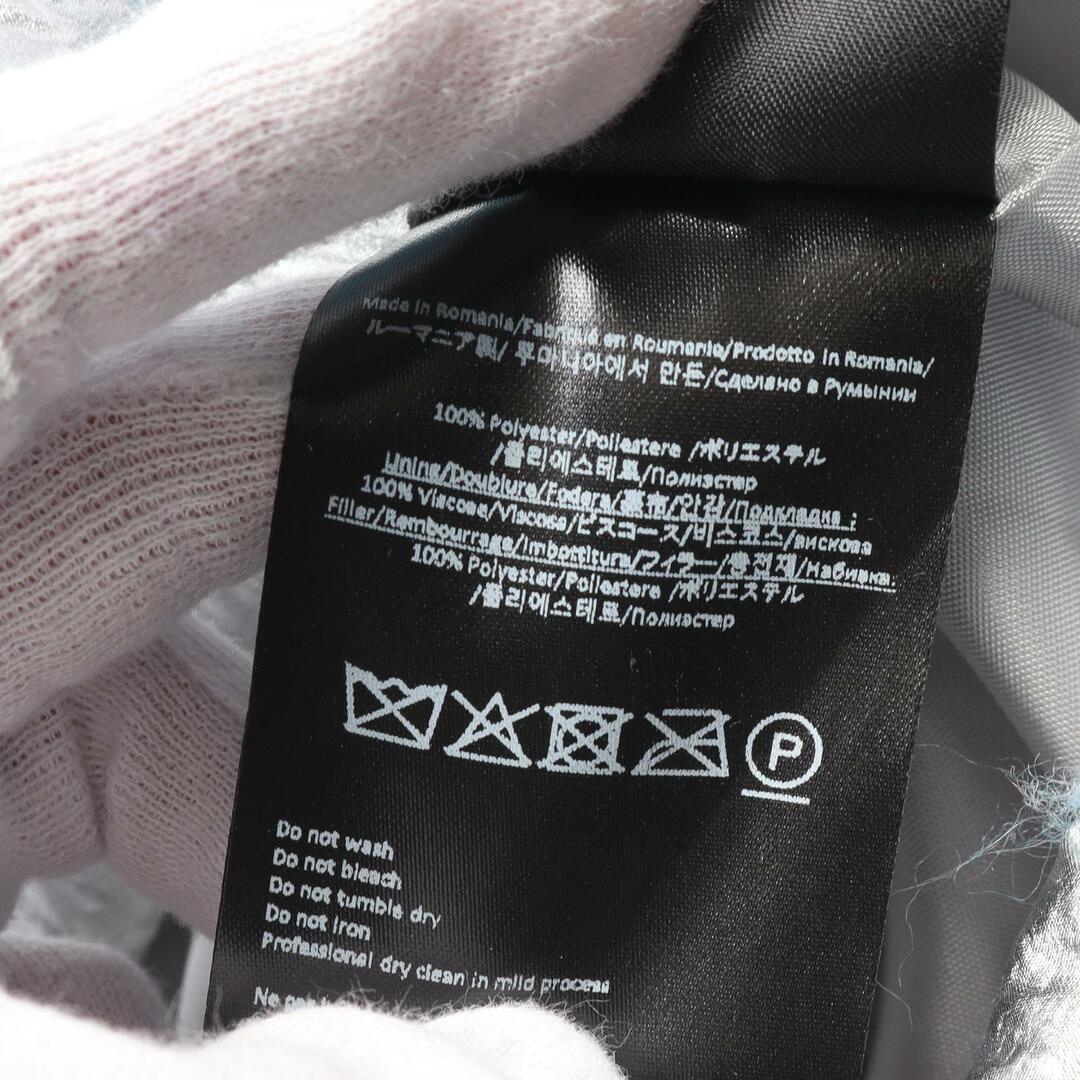 Made in Romania/Fabriqué en Roumanie/Prodotto in Romania/
ルーマニア製/ 루마니아에서 만든/Сделано в Румынии
100% Polyester/Poliestere /ポリエステル
/폴리에스테르/Полиэстер
Lining/Doublure/Fodera/裏布/안감/Подкладка :
100% Viscose/Viscosa/ビスコース/비스코스/вискова
Filler/Rembourrage/Imbottitura/フィラー/충전재/Набивка:
100% Polyester/Poliestere /ポリエステル
/폴리에스테르/Полиэстер
P
Do not wash
Do not bleach
Do not tumble dry
Do not iron
Professional dry clean in mild process